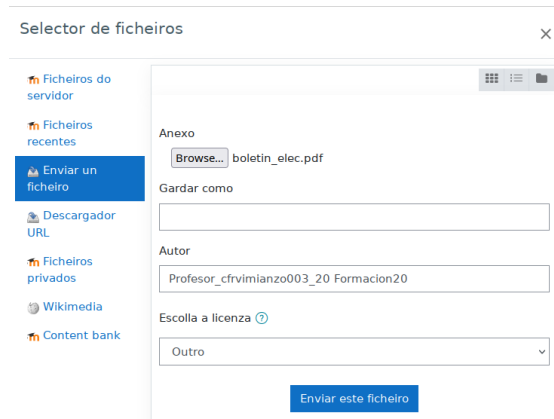 Selector de ficheiros
×
Ficheiros do
servidor
Ficheiros
recentes
Enviar un
ficheiro
Descargador
URL
Ficheiros
privados
Wikimedia
Content bank
Anexo
Browse... boletin_elec.pdf
Gardar como
Autor
Profesor_cfrvimianzo003_20 Formacion20
Escolla a licenza ?
Outro
Enviar este ficheiro